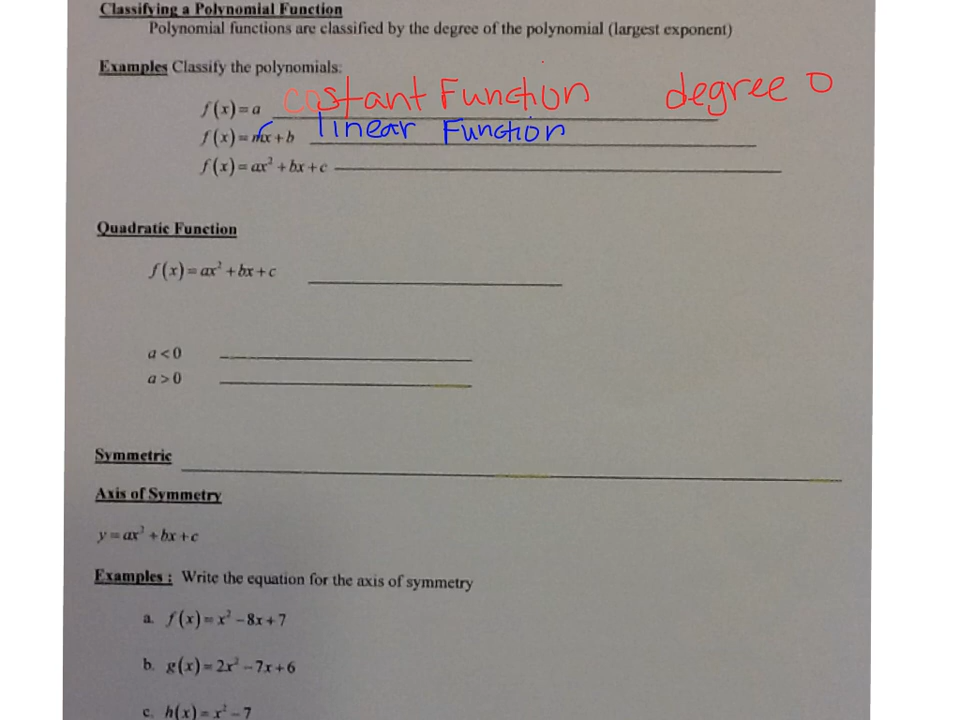 Classifying a Polynomial Function
Polynomial functions are classified by the degree of the polynomial (largest exponent)
Examples Classify the polynomials:
f(x) = a constant Function degree 0
f(x) = mx + b linear Function
f(x) = ax² + bx + c
Quadratic Function
f(x) = ax² + bx + c
a < 0
a > 0
Symmetric
Axis of Symmetry
y = ax² + bx + c
Examples : Write the equation for the axis of symmetry
a. f(x) = x² − 8x + 7
b. g(x) = 2x² − 7x + 6
c. h(x) = x² − 7